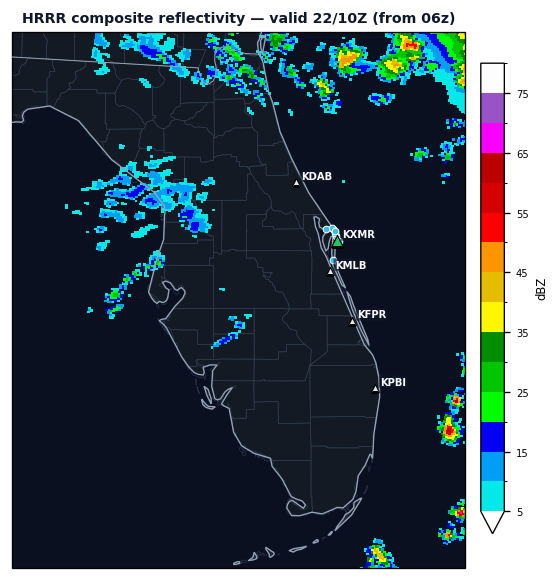 HRRR composite reflectivity — valid 22/10Z (from 06z)
KDAB
KXMR
KMLB
KFPR
KPBI
75
65
55
45
35
25
15
5
dBZ